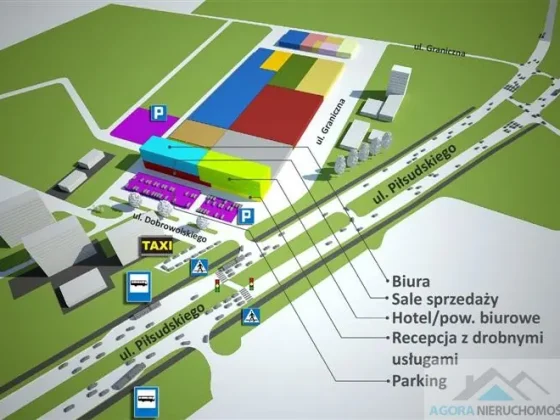 ul. Graniczna
ul. Graniczna
P
ul. Piłsudskiego
P
ul. Dobrowolskiego
TAXI
Biura
Sale sprzedaży
Hotel/pow. biurowe
Recepcja z drobnymi
usługami
Parking
ul. Piłsudskiego
AGORA NIERUCHOMOŚ